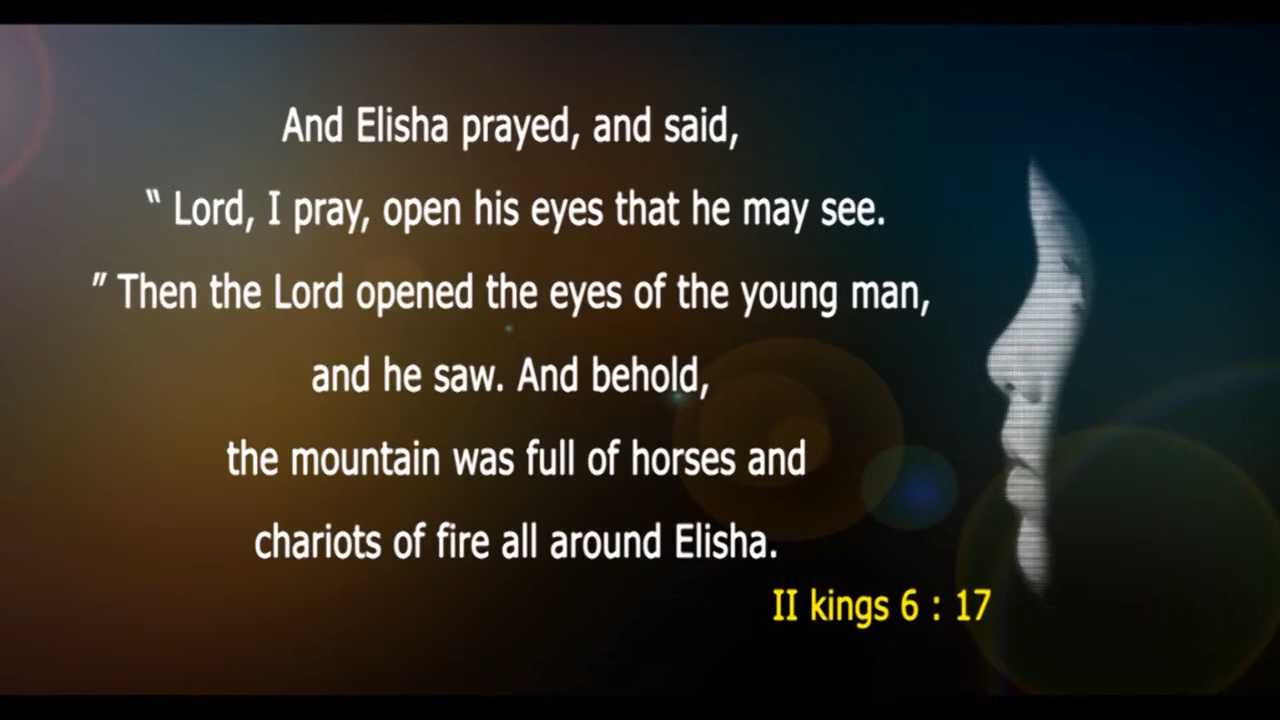 And Elisha prayed, and said,
“ Lord, I pray, open his eyes that he may see.
” Then the Lord opened the eyes of the young man,
and he saw. And behold,
the mountain was full of horses and
chariots of fire all around Elisha.
II kings 6 : 17